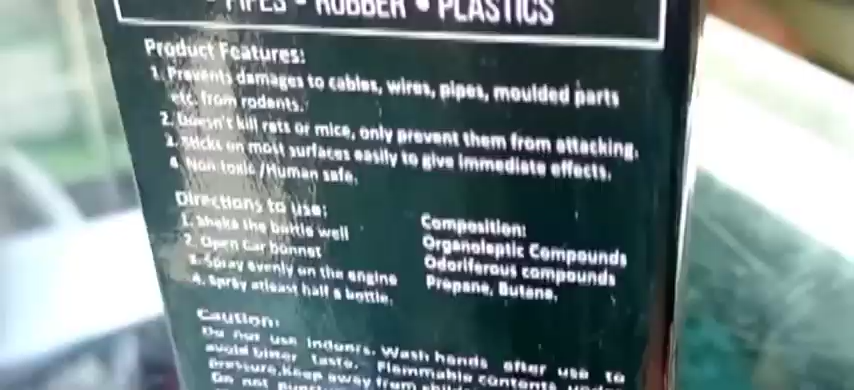 PIPES - RUBBER • PLASTICS
Product Features:
1. Prevents damages to cables, wires, pipes, moulded parts
etc. from rodents.
2. Doesn't kill rats or mice, only prevent them from attacking.
3. Sticks on most surfaces easily to give immediate effects.
4. Non-toxic /Human safe.
Directions to use:
1. Shake the bottle well
2. Open Car bonnet
3. Spray evenly on the engine
4. Spray atleast half a bottle.
Composition:
Organoleptic Compounds
Odoriferous compounds
Propane, Butane,
Caution:
Do not use indoors. Wash hands after use to
avoid bitter taste. Flammable contents under
pressure. Keep away from
Do not